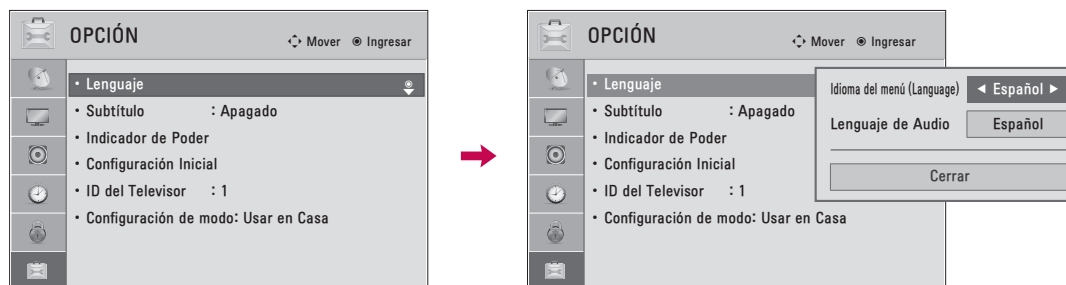 OPCIÓN
Mover Ingresar
• Lenguaje
• Subtítulo : Apagado
• Indicador de Poder
• Configuración Inicial
• ID del Televisor : 1
• Configuración de modo: Usar en Casa
OPCIÓN
Mover Ingresar
• Lenguaje
• Subtítulo : Apagado
• Indicador de Poder
• Configuración Inicial
• ID del Televisor : 1
• Configuración de modo: Usar en Casa
Idioma del menú (Language) ◄ Español ►
Lenguaje de Audio Español
Cerrar